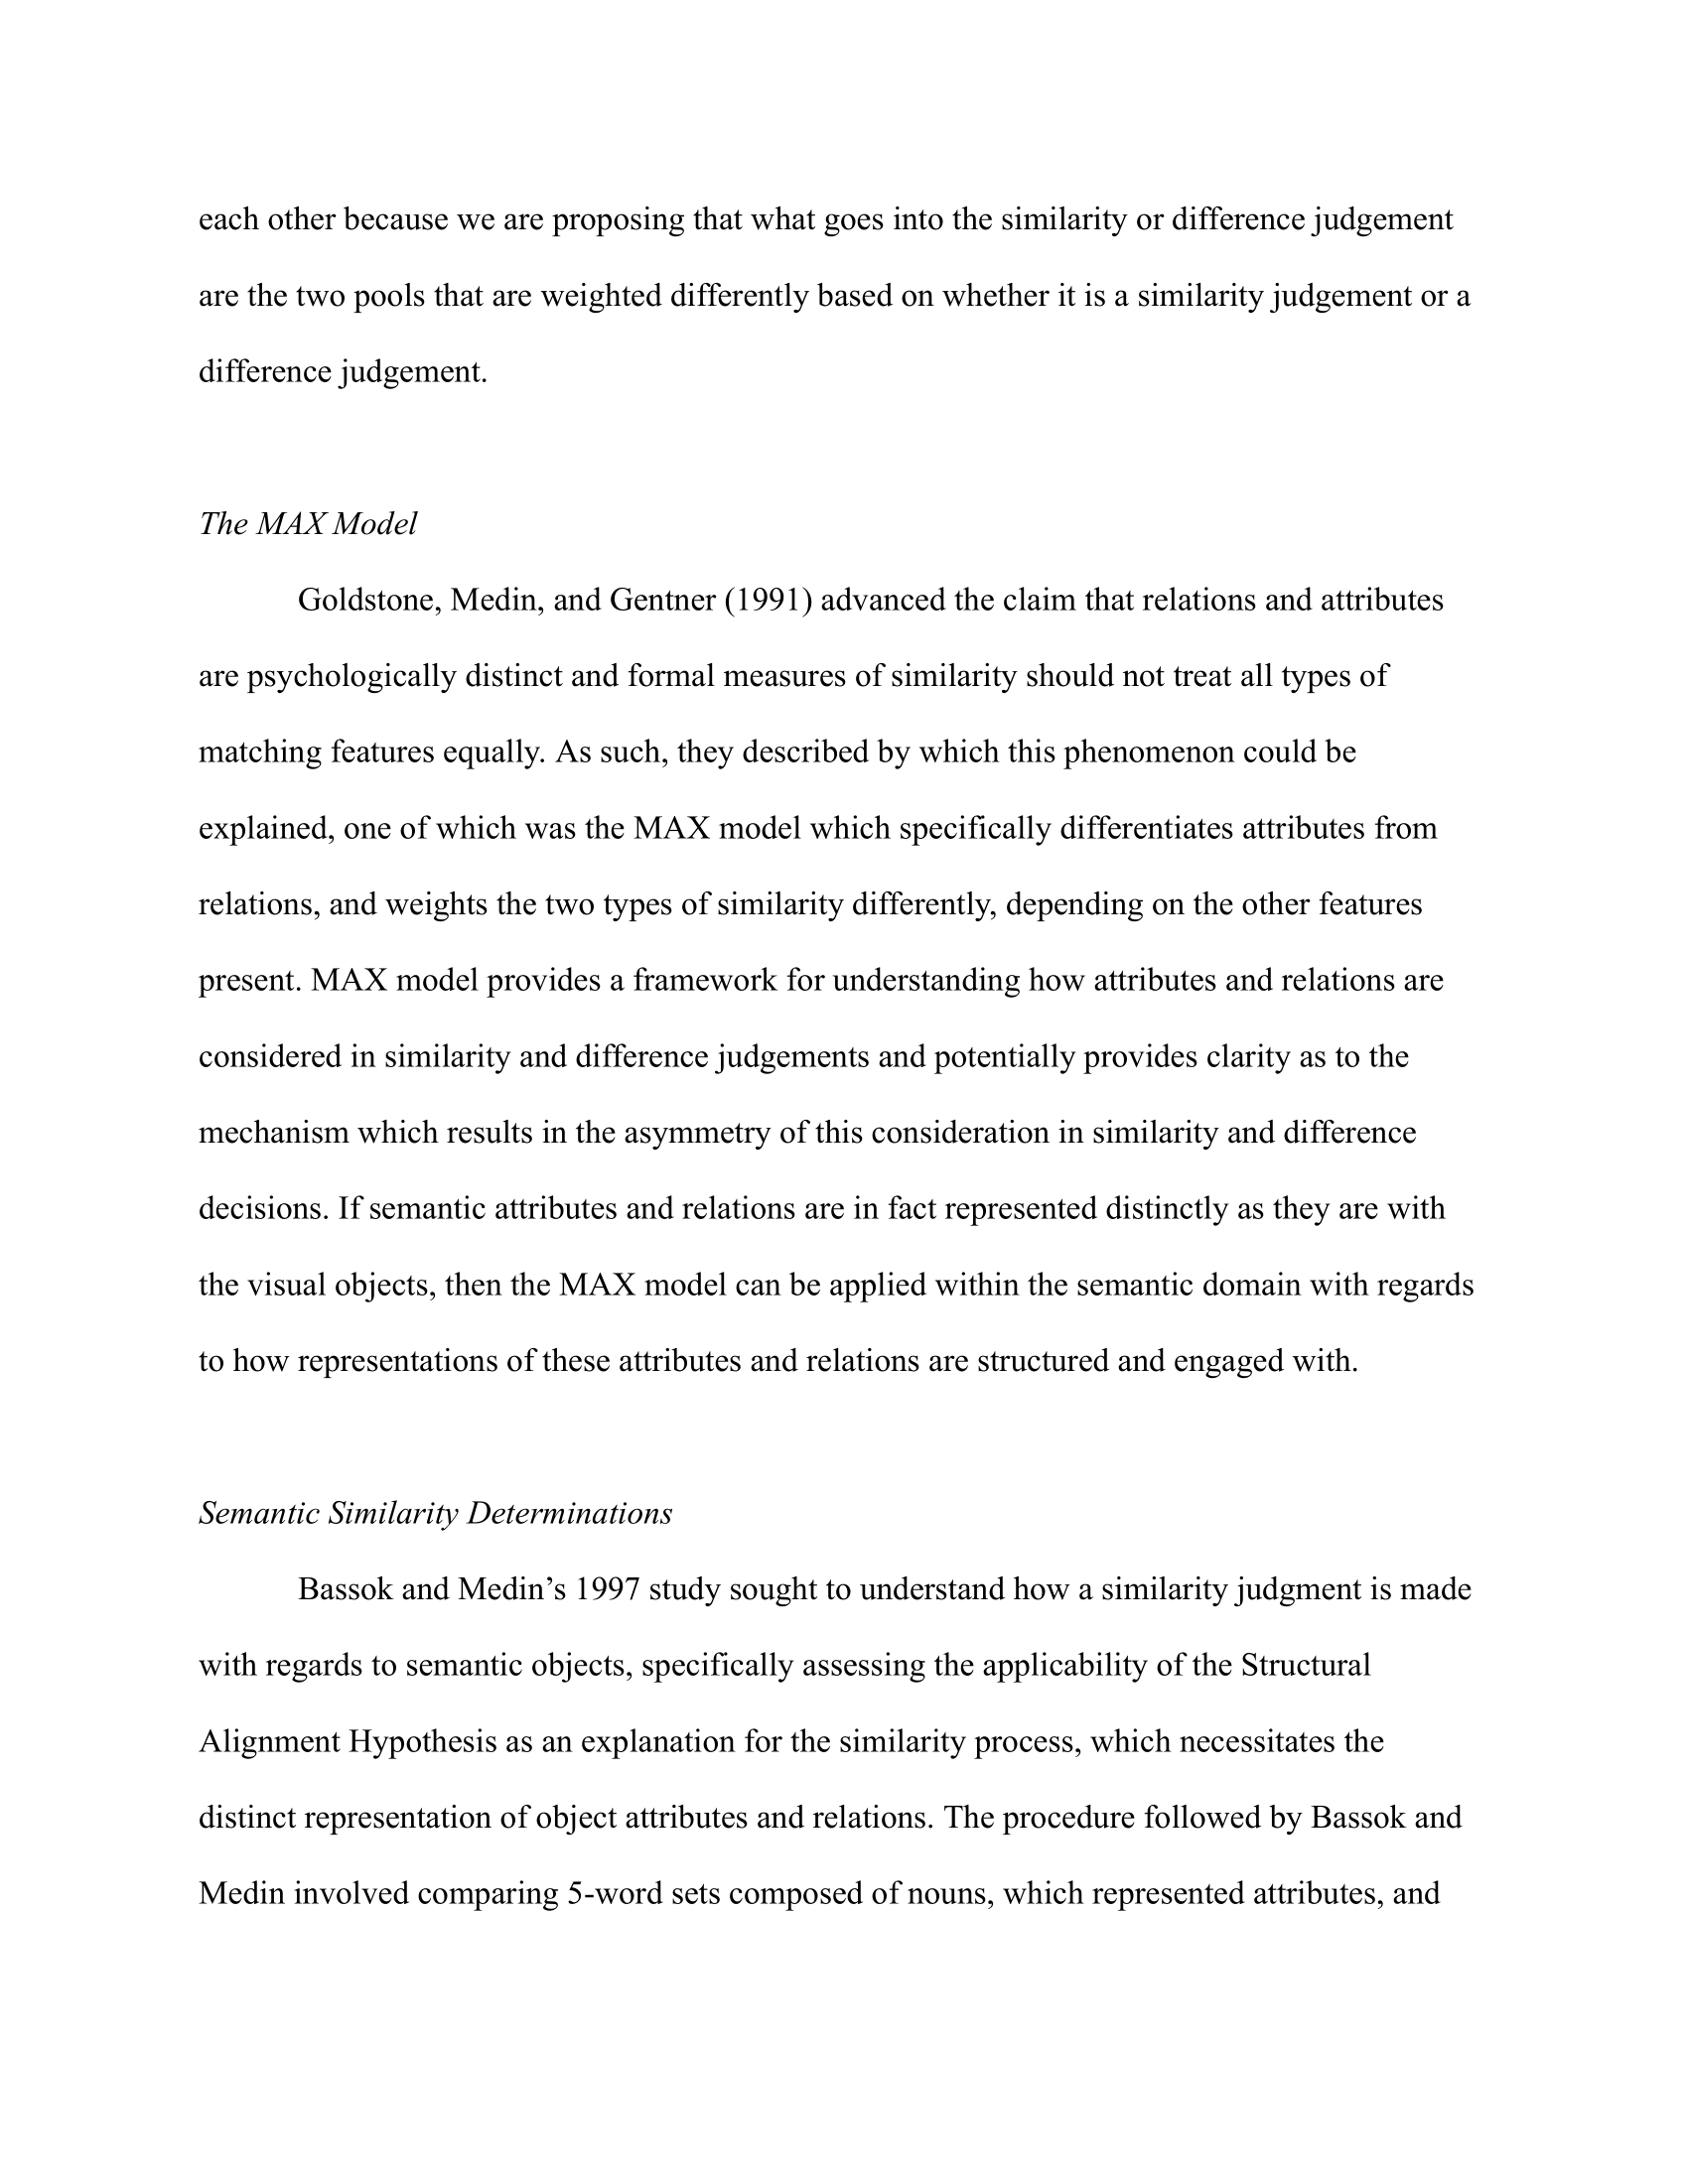 each other because we are proposing that what goes into the similarity or difference judgement
are the two pools that are weighted differently based on whether it is a similarity judgement or a
difference judgement.
The MAX Model
Goldstone, Medin, and Gentner (1991) advanced the claim that relations and attributes
are psychologically distinct and formal measures of similarity should not treat all types of
matching features equally. As such, they described by which this phenomenon could be
explained, one of which was the MAX model which specifically differentiates attributes from
relations, and weights the two types of similarity differently, depending on the other features
present. MAX model provides a framework for understanding how attributes and relations are
considered in similarity and difference judgements and potentially provides clarity as to the
mechanism which results in the asymmetry of this consideration in similarity and difference
decisions. If semantic attributes and relations are in fact represented distinctly as they are with
the visual objects, then the MAX model can be applied within the semantic domain with regards
to how representations of these attributes and relations are structured and engaged with.
Semantic Similarity Determinations
Bassok and Medin’s 1997 study sought to understand how a similarity judgment is made
with regards to semantic objects, specifically assessing the applicability of the Structural
Alignment Hypothesis as an explanation for the similarity process, which necessitates the
distinct representation of object attributes and relations. The procedure followed by Bassok and
Medin involved comparing 5-word sets composed of nouns, which represented attributes, and